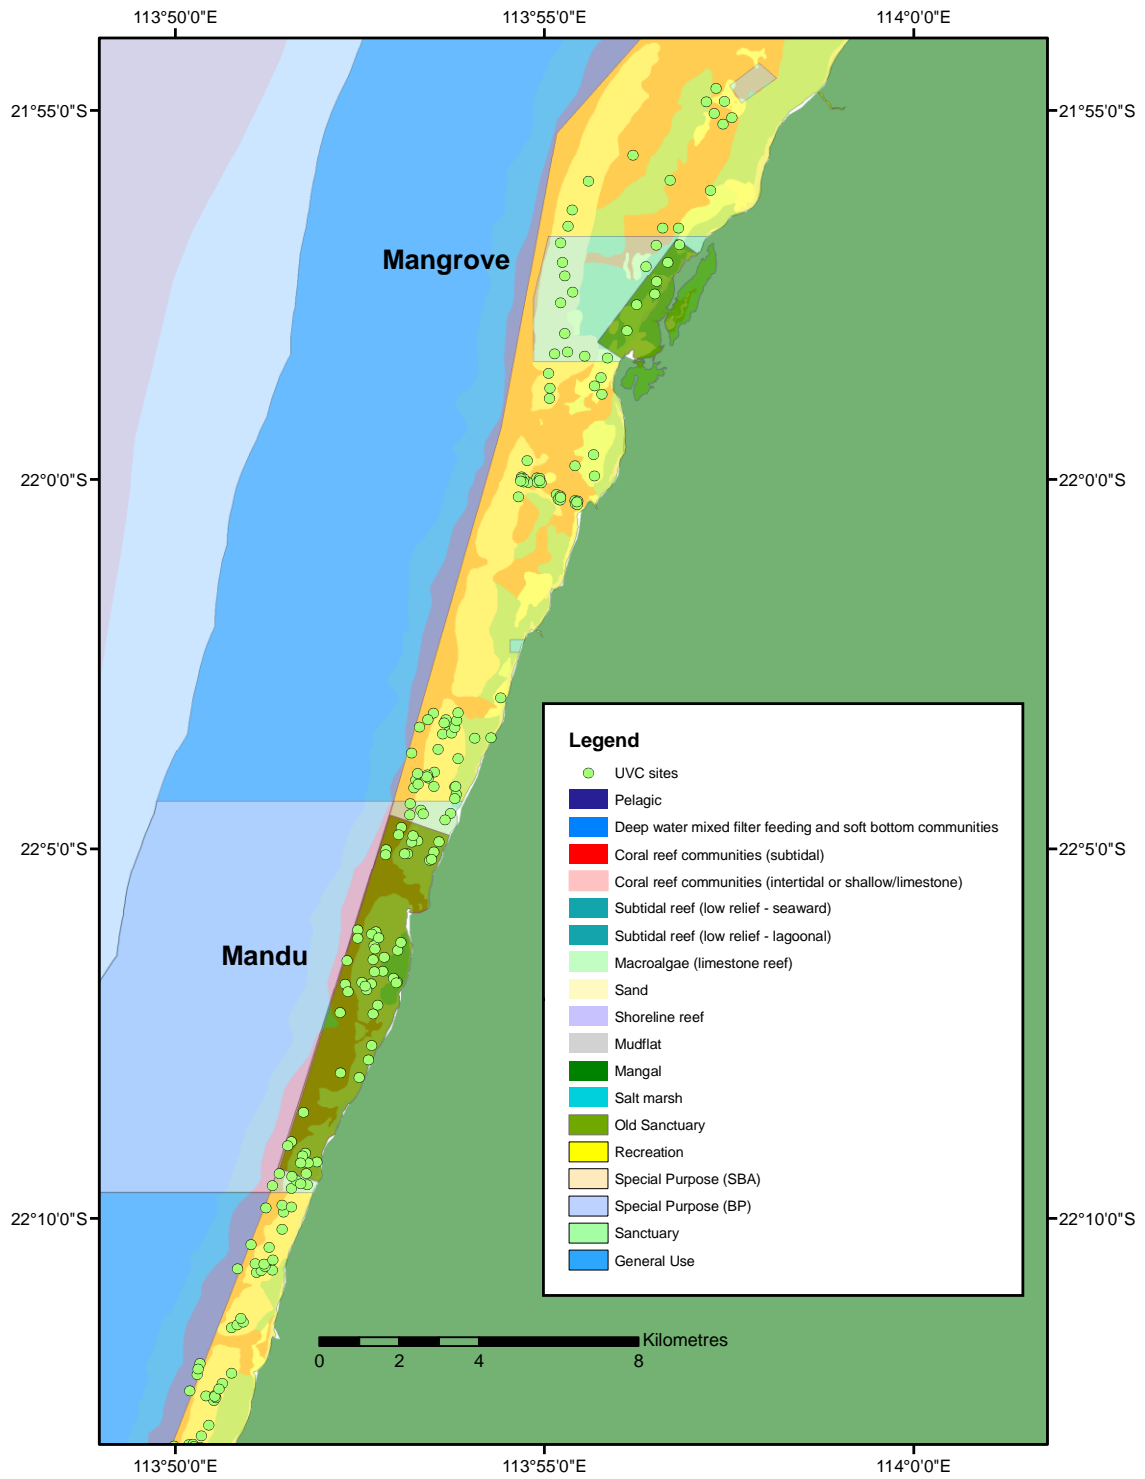 113°50'0"E 113°55'0"E 114°0'0"E
21°55'0"S 21°55'0"S
Mangrove
22°0'0"S 22°0'0"S
Legend
UVC sites
Pelagic
Deep water mixed filter feeding and soft bottom communities
22°5'0"S 22°5'0"S
Coral reef communities (subtidal)
Coral reef communities (intertidal or shallow/limestone)
Subtidal reef (low relief - seaward)
Subtidal reef (low relief - lagoonal)
Mandu
Macroalgae (limestone reef)
Sand
Shoreline reef
Mudflat
Mangal
Salt marsh
Old Sanctuary
Recreation
Special Purpose (SBA)
Special Purpose (BP)
22°10'0"S 22°10'0"S
Sanctuary
General Use
Kilometres
0 2 4 8
113°50'0"E 113°55'0"E 114°0'0"E